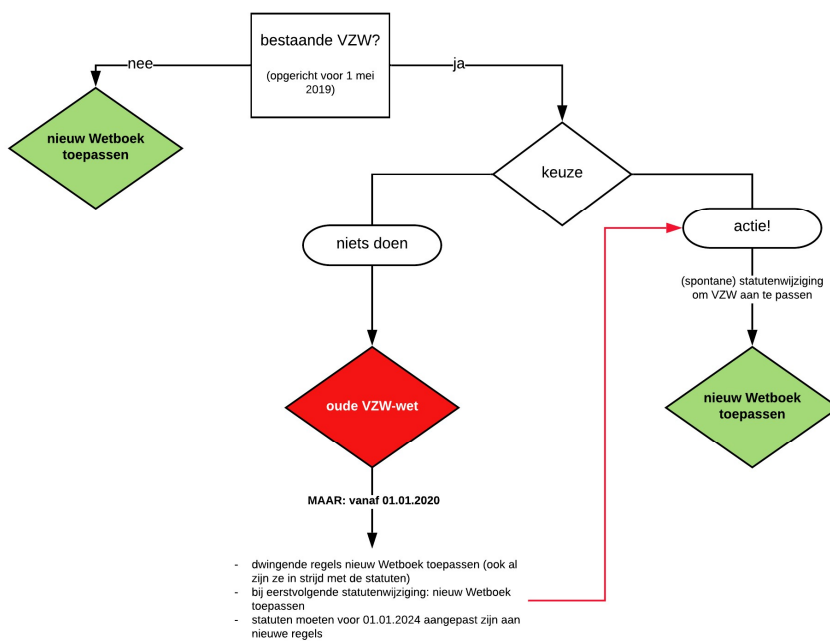 bestaande VZW?
(opgericht voor 1 mei
2019)
nee
ja
nieuw Wetboek
toepassen
keuze
niets doen
actie!
(spontane) statutenwijziging
om VZW aan te passen
oude VZW-wet
nieuw Wetboek
toepassen
MAAR: vanaf 01.01.2020
- dwingende regels nieuw Wetboek toepassen (ook al
zijn ze in strijd met de statuten)
- bij eerstvolgende statutenwijziging: nieuw Wetboek
toepassen
- statuten moeten voor 01.01.2024 aangepast zijn aan
nieuwe regels